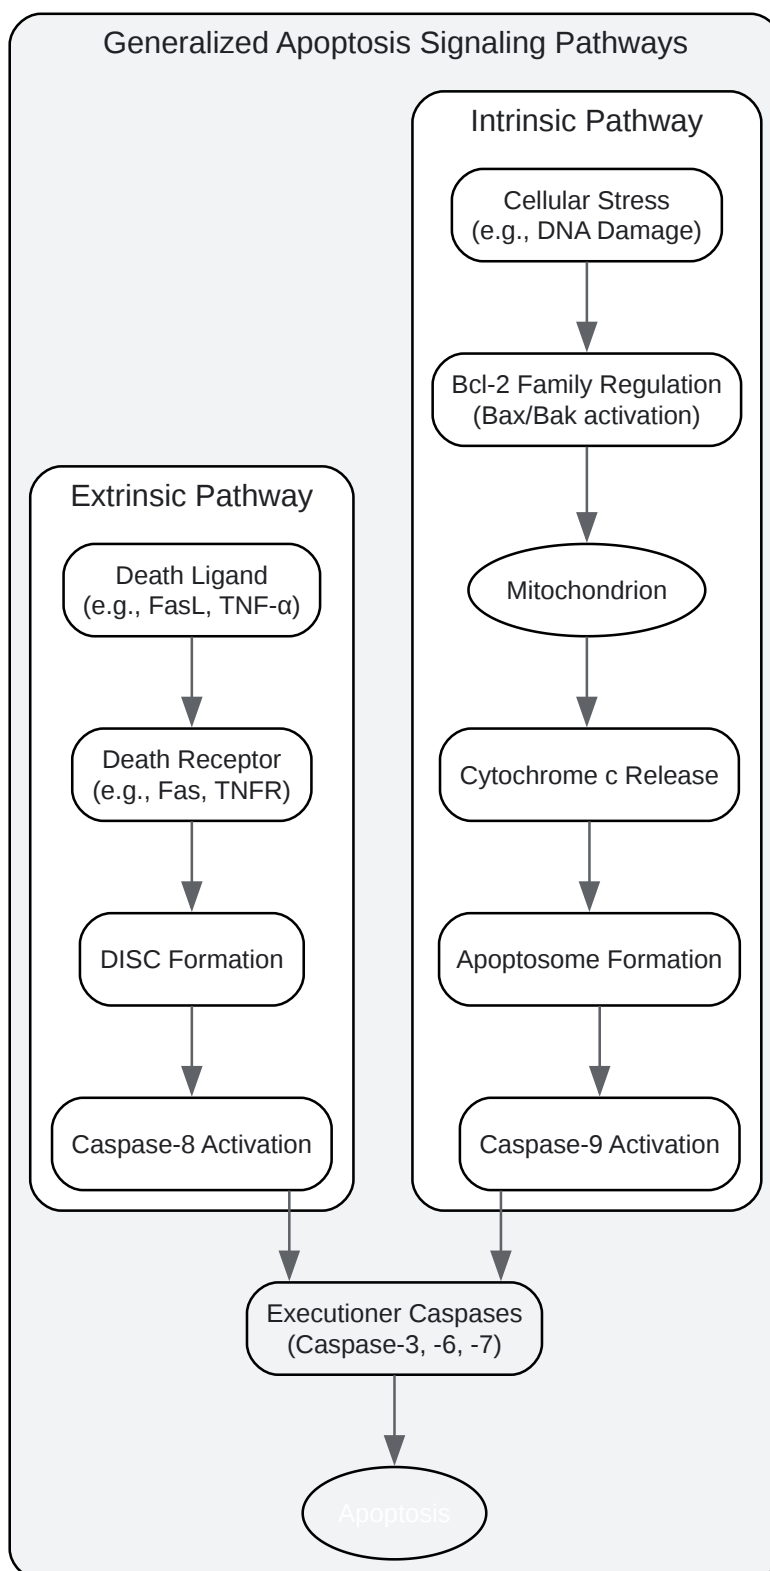 Generalized Apoptosis Signaling Pathways
Intrinsic Pathway
Cellular Stress
(e.g., DNA Damage)
Bcl-2 Family Regulation
(Bax/Bak activation)
Mitochondrion
Cytochrome c Release
Apoptosome Formation
Caspase-9 Activation
Extrinsic Pathway
Death Ligand
(e.g., FasL, TNF-α)
Death Receptor
(e.g., Fas, TNFR)
DISC Formation
Caspase-8 Activation
Executioner Caspases
(Caspase-3, -6, -7)
Apoptosis